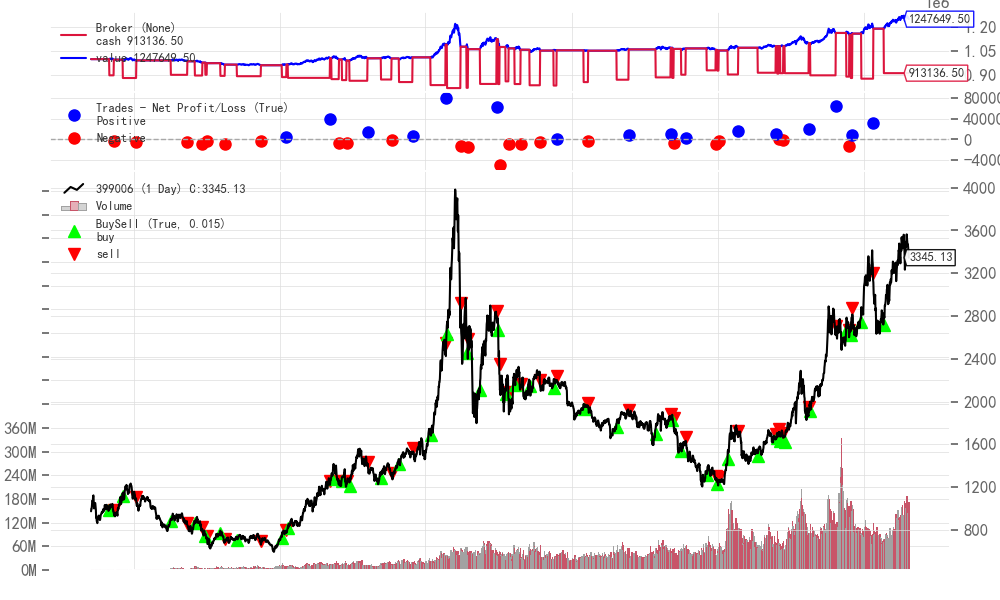 1e6
Broker (None)
cash 913136.50
value 1247649.50
1247649.50
913136.50
1.20
1.05
0.90
Trades - Net Profit/Loss (True)
Positive
Negative
80000
40000
0
−4000
399006 (1 Day) C:3345.13
Volume
BuySell (True, 0.015)
buy
sell
3345.13
4000
3600
3200
2800
2400
2000
1600
1200
800
360M
300M
240M
180M
120M
60M
0M